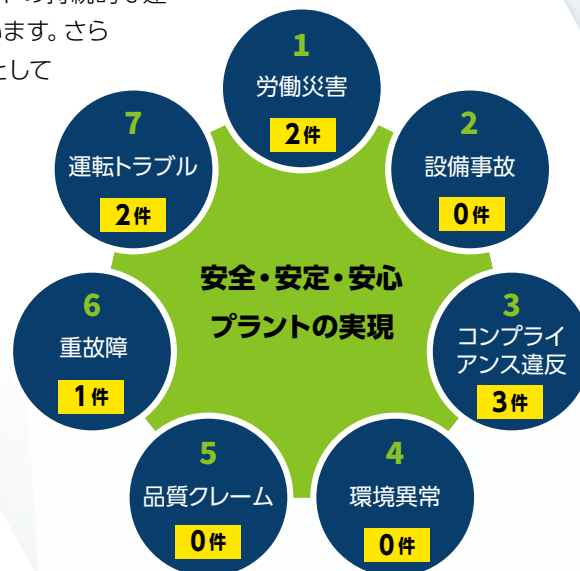 います。さら
として
1
労働災害
2件
2
設備事故
0件
3
コンプライ
アンス違反
3件
4
環境異常
0件
5
品質クレーム
0件
6
重故障
1件
7
運転トラブル
2件
安全・安定・安心
プラントの実現